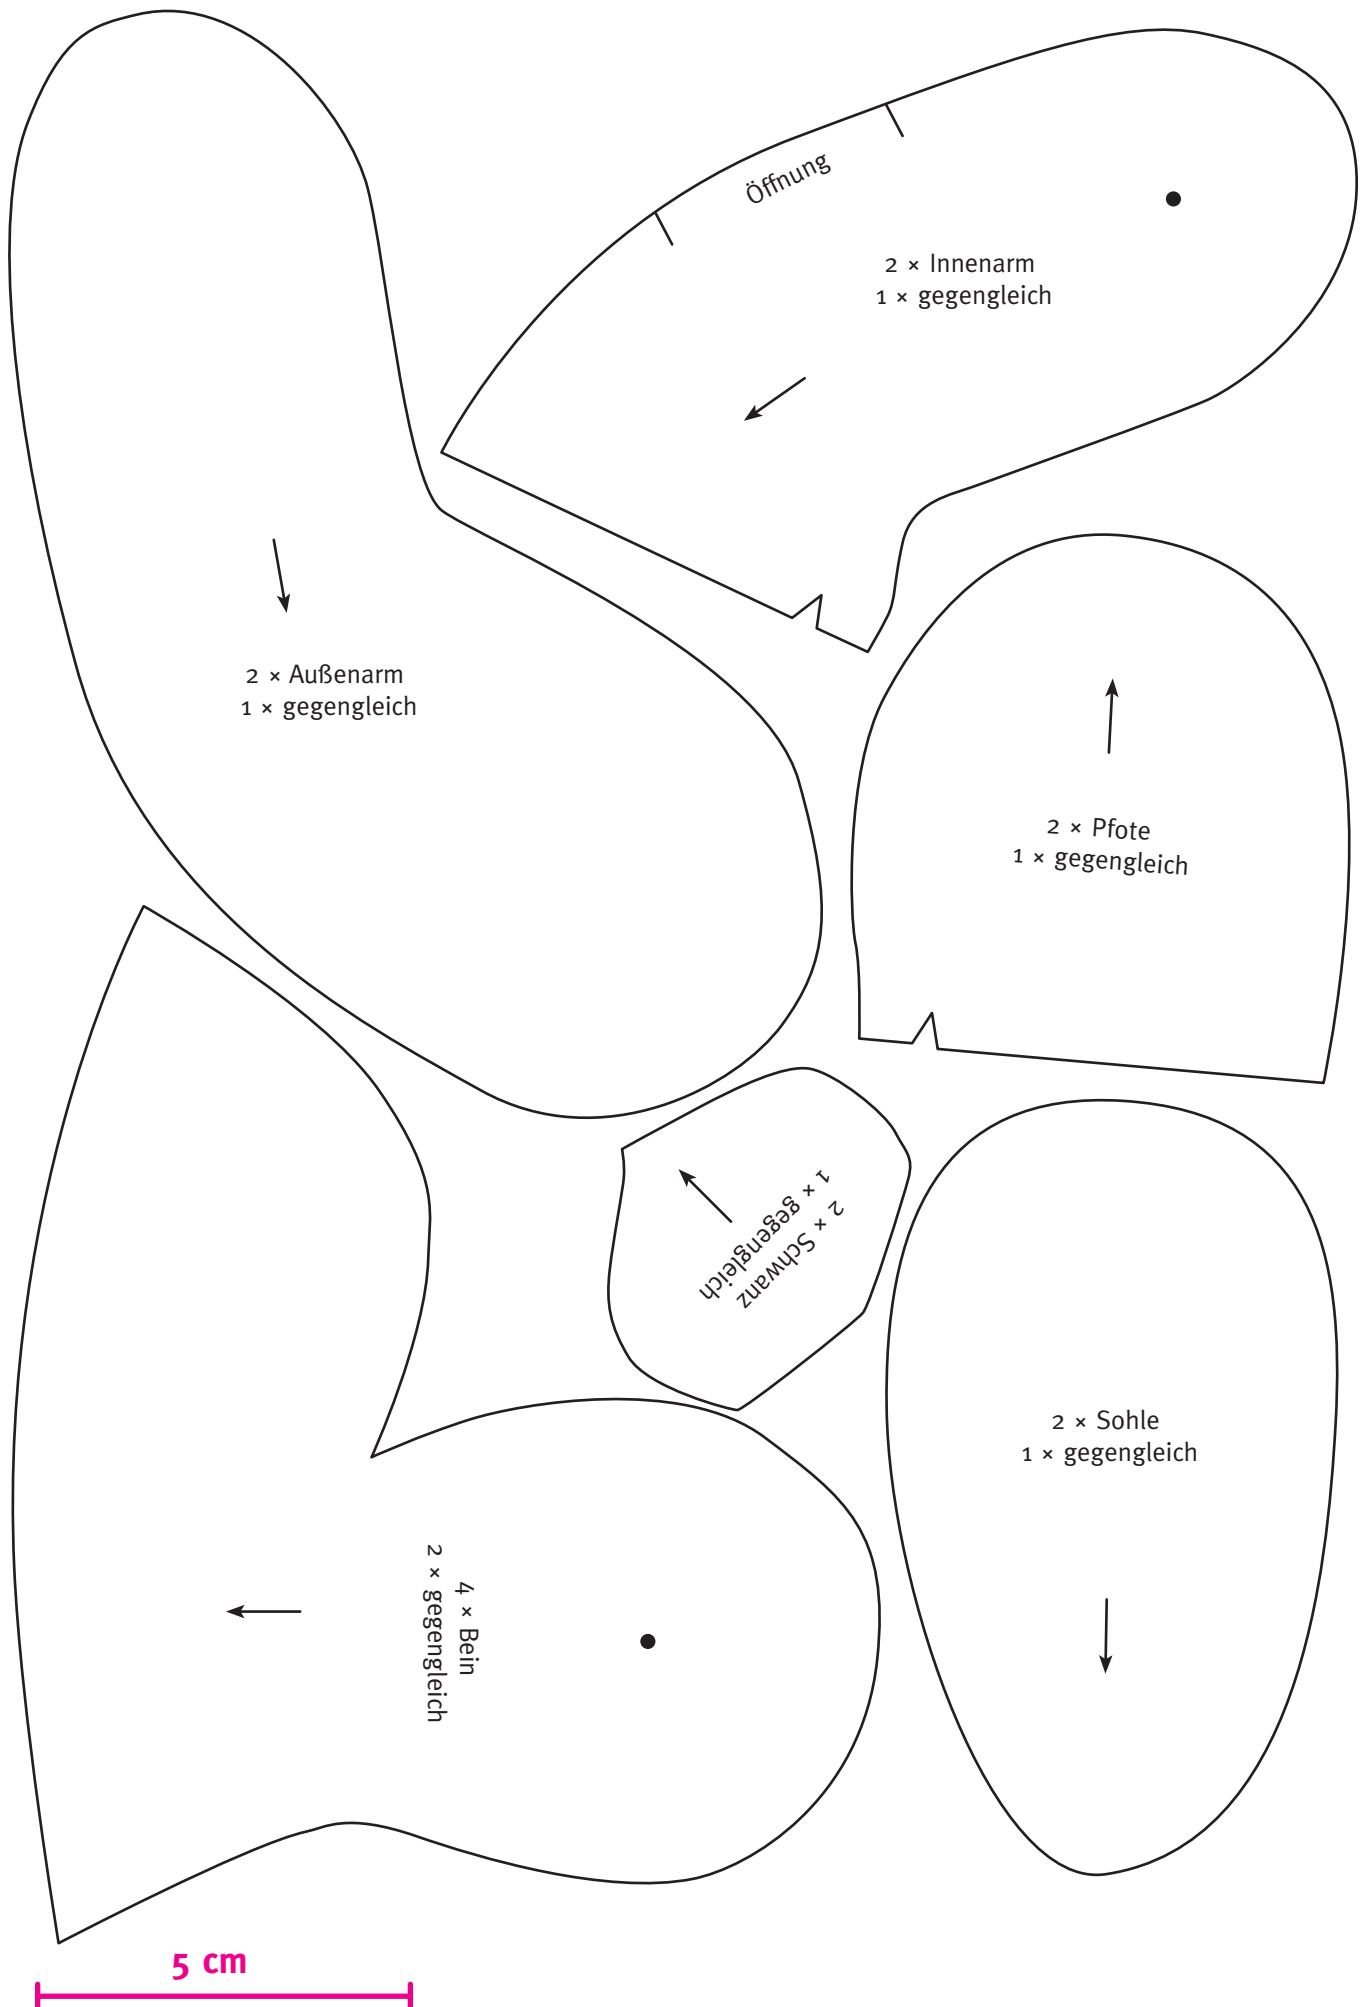 Öffnung
2 × Innenarm
1 × gegengleich
2 × Außenarm
1 × gegengleich
2 × Pfote
1 × gegengleich
2 × Schwanz
1 × gegengleich
2 × Sohle
1 × gegengleich
4 × Bein
2 × gegengleich
5 cm